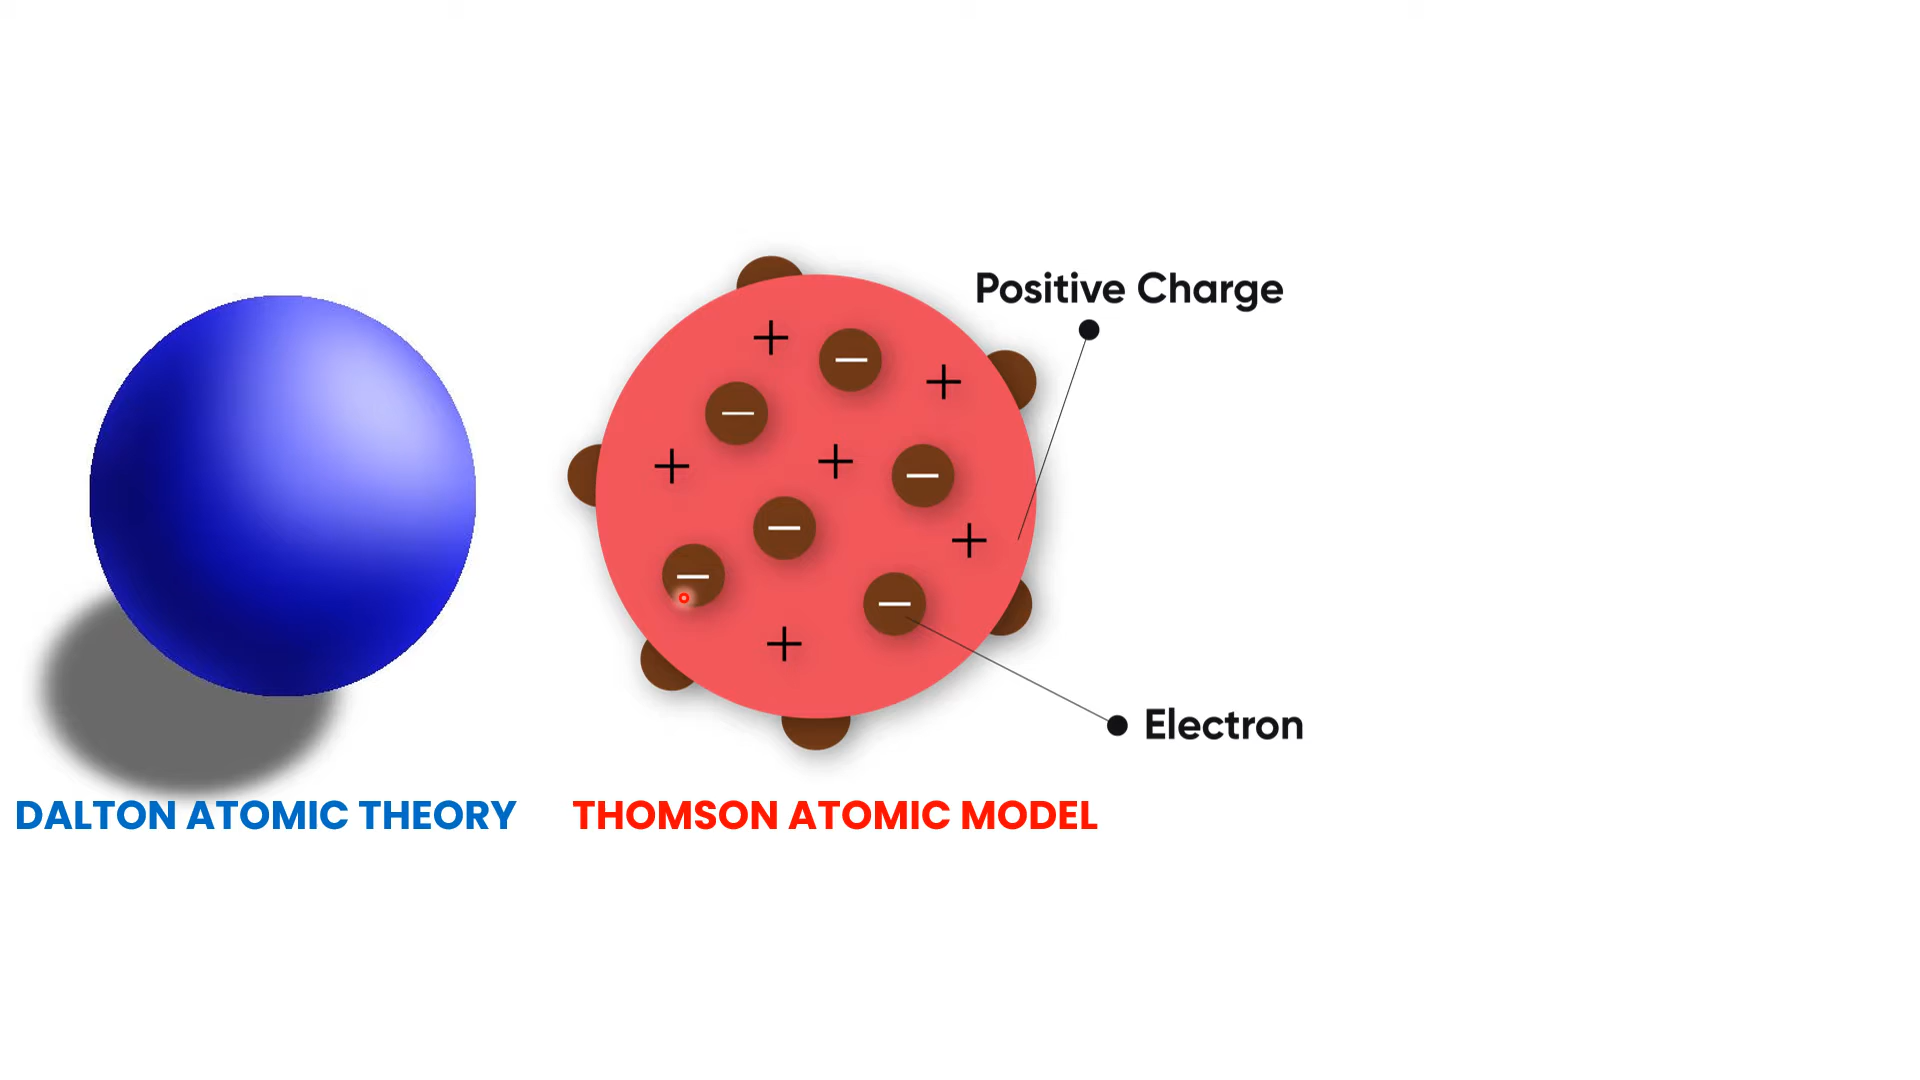 Positive Charge
Electron
DALTON ATOMIC THEORY
THOMSON ATOMIC MODEL